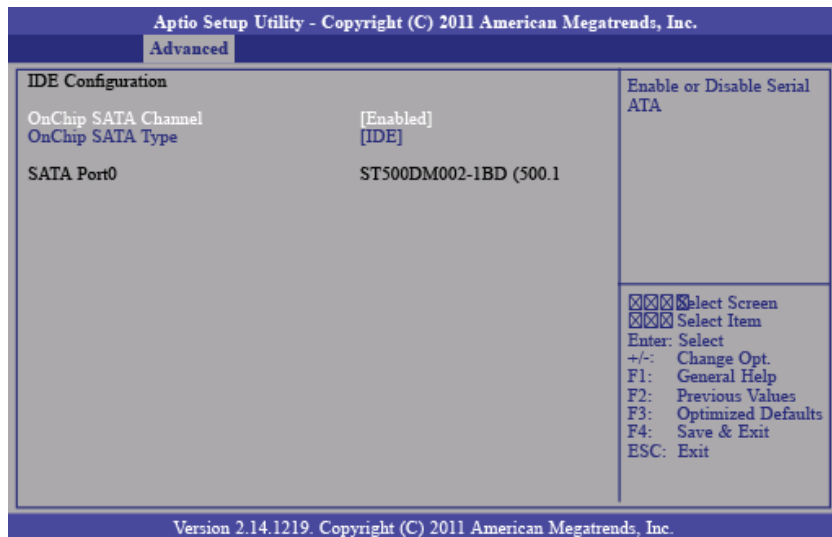 Aptio Setup Utility - Copyright (C) 2011 American Megatrends, Inc.
Advanced
IDE Configuration
OnChip SATA Channel [Enabled]
OnChip SATA Type [IDE]
SATA Port0 ST500DM002-1BD (500.1
Enable or Disable Serial
ATA
Select Screen
Select Item
Enter: Select
+/-: Change Opt.
F1: General Help
F2: Previous Values
F3: Optimized Defaults
F4: Save & Exit
ESC: Exit
Version 2.14.1219. Copyright (C) 2011 American Megatrends, Inc.